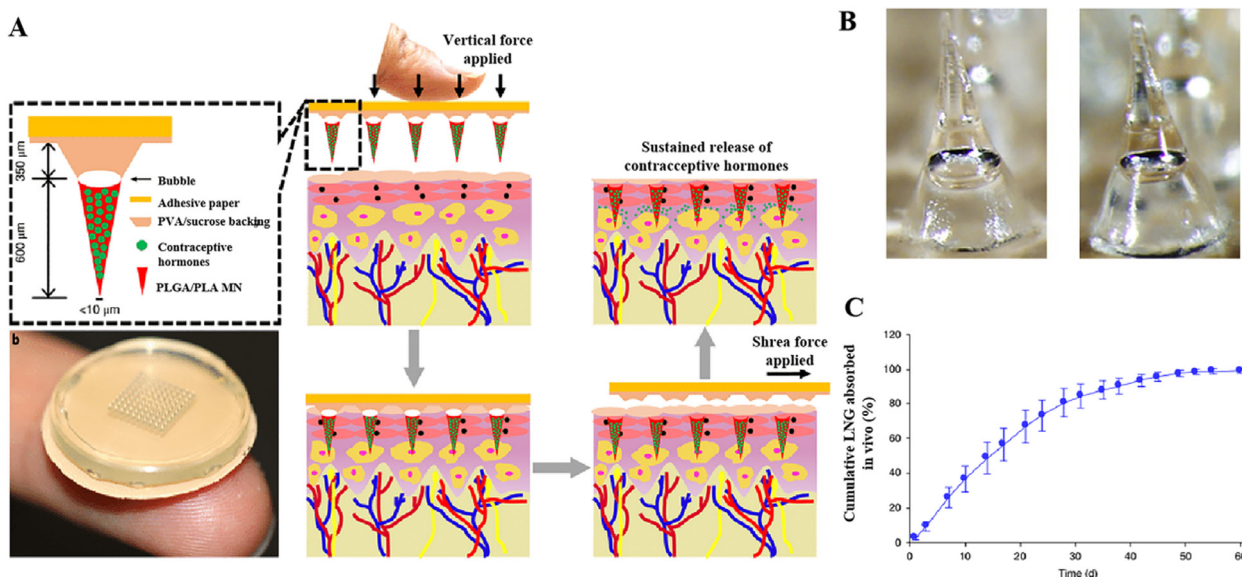 A
Vertical force
applied
350 μm
600 μm
<10 μm
Bubble
Adhesive paper
PVA/sucrose backing
Contraceptive
hormones
PLGA/PLA MN
b
Sustained release of
contracceptive hormones
Shrea force
applied
B
C
Cumulative LNG absorbed
in vivo (%)
120
100
80
60
40
20
0
0
10
20
30
40
50
60
Time (d)